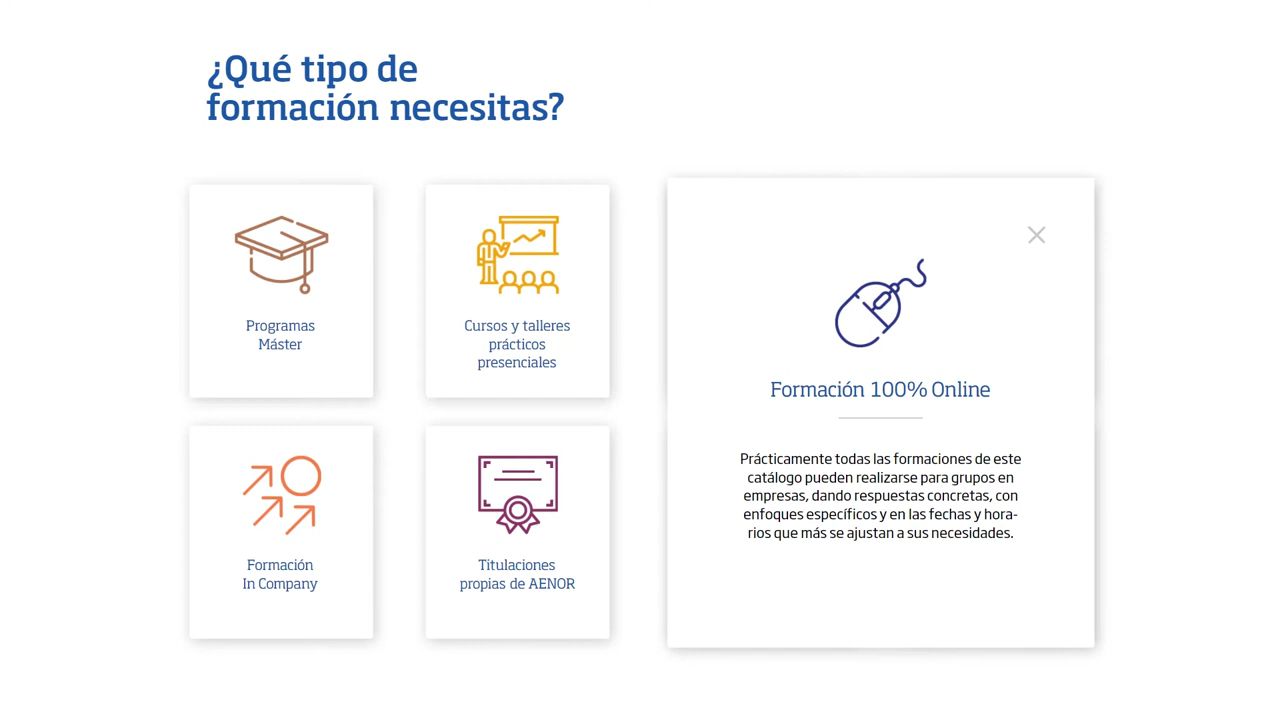 ¿Qué tipo de
formación necesitas?
Programas
Máster
Cursos y talleres
prácticos
presenciales
Formación
In Company
Titulaciones
propias de AENOR
Formación 100% Online
Prácticamente todas las formaciones de este
catálogo pueden realizarse para grupos en
empresas, dando respuestas concretas, con
enfoques específicos y en las fechas y hora-
rios que más se ajustan a sus necesidades.